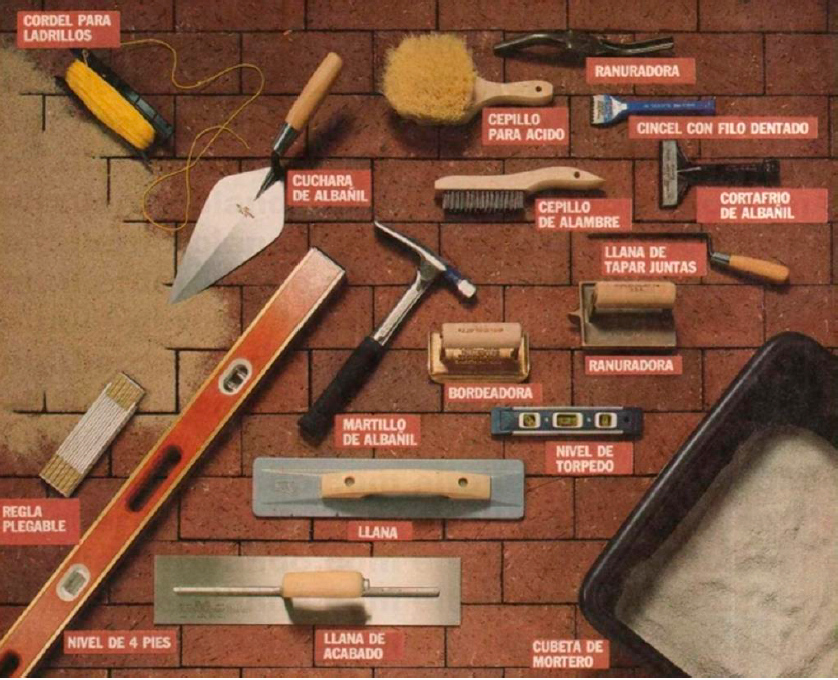 CORDEL PARA
LADRILLOS
RANURADORA
CEPILLO
PARA ACIDO
CINCEL CON FILO DENTADO
CUCHARA
DE ALBAÑIL
CEPILLO
DE ALAMBRE
CORTAFRIO
DE ALBAÑIL
LLANA DE
TAPAR JUNTAS
RANURADORA
BORDEADORA
MARTILLO
DE ALBAÑIL
NIVEL DE
TORPEDO
REGLA
PLEGABLE
LLANA
NIVEL DE 4 PIES
LLANA DE
ACABADO
CUBETA DE
MORTERO